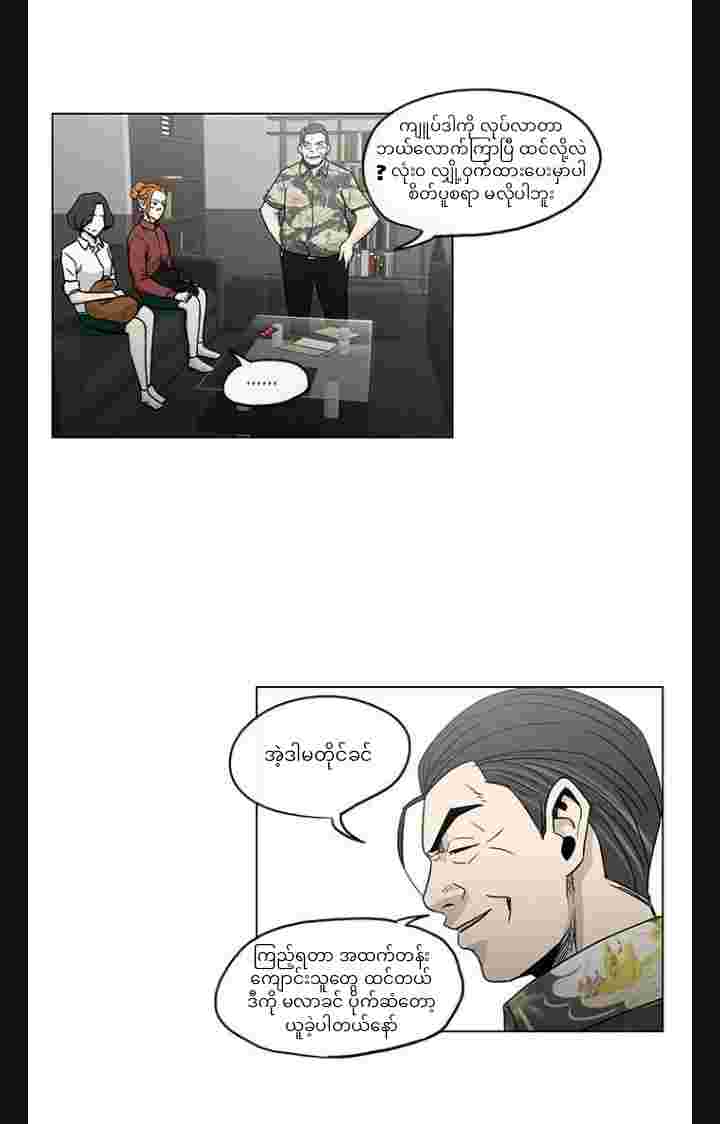 ကျူုပ်ဒါကို လုပ်လာတာ
ဘယ်လောက်ကြာပြီ ထင်လို့လဲ
? လုံးဝ လျှို့ဝှက်ထားပေးမှာပါ
စိတ်ပူစရာ မလိုပါဘူး
......
အဲ့ဒါမတိုင်ခင်
ကြည့်ရတာ အထက်တန်း
ကျောင်းသူတွေ ထင်တယ်
ဒီကို မလာခင် ပိုက်ဆံတော့
ယူခဲ့ပါတယ်နော်